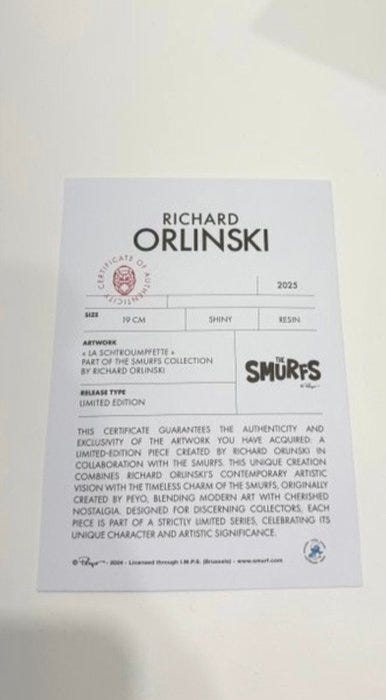 RICHARD
ORLINSKI
CERTIFICATE OF AUTHENTICITY
2025
SIZE 19 CM SHINY RESIN
ARTWORK
« LA SCHTROUMPFETTE »
PART OF THE SMURFS COLLECTION
BY RICHARD ORLINSKI
THE
SMURFS
Peyo
RELEASE TYPE
LIMITED EDITION
THIS CERTIFICATE GUARANTEES THE AUTHENTICITY AND
EXCLUSIVITY OF THE ARTWORK YOU HAVE ACQUIRED: A
LIMITED-EDITION PIECE CREATED BY RICHARD ORLINSKI IN
COLLABORATION WITH THE SMURFS. THIS UNIQUE CREATION
COMBINES RICHARD ORLINSKI'S CONTEMPORARY ARTISTIC
VISION WITH THE TIMELESS CHARM OF THE SMURFS, ORIGINALLY
CREATED BY PEYO, BLENDING MODERN ART WITH CHERISHED
NOSTALGIA. DESIGNED FOR DISCERNING COLLECTORS, EACH
PIECE IS PART OF A STRICTLY LIMITED SERIES, CELEBRATING ITS
UNIQUE CHARACTER AND ARTISTIC SIGNIFICANCE.
© Peyo - 2024 - Licensed through I.M.P.S. (Brussels) - www.smurf.com